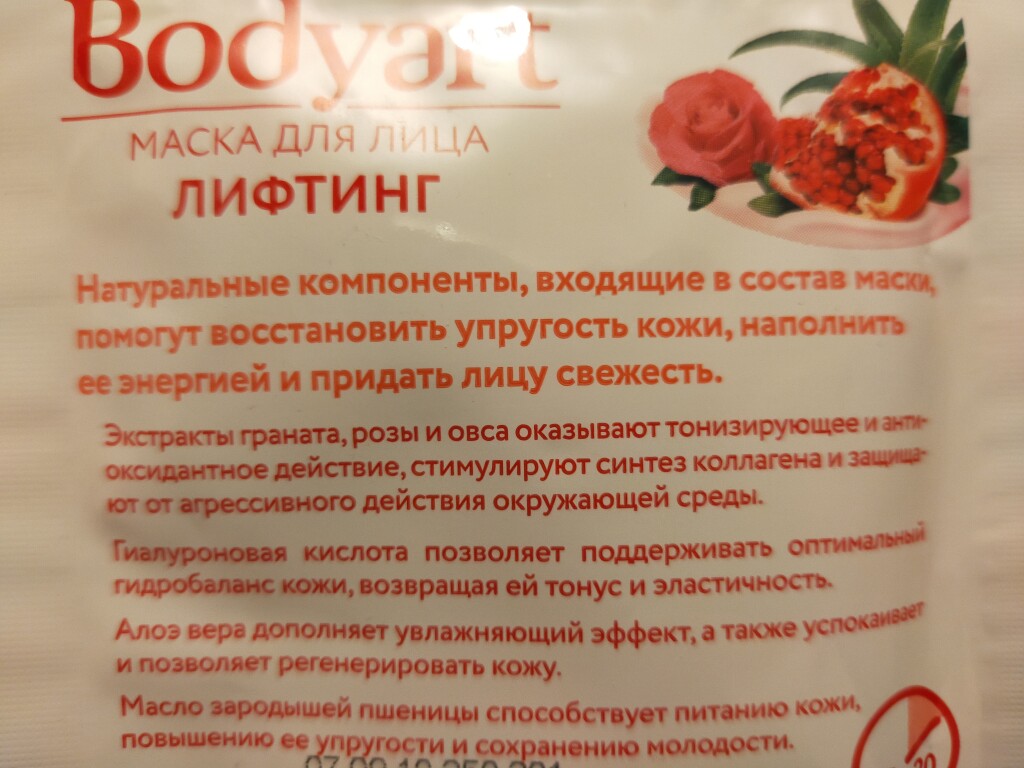 Bodyart
МАСКА ДЛЯ ЛИЦА
ЛИФТИНГ
Натуральные компоненты, входящие в состав маски,
помогут восстановить упругость кожи, наполнить
ее энергией и придать лицу свежесть.
Экстракты граната, розы и овса оказывают тонизирующее и анти-
оксидантное действие, стимулируют синтез коллагена и защища-
ют от агрессивного действия окружающей среды.
Гиалуроновая кислота позволяет поддерживать оптимальный
гидробаланс кожи, возвращая ей тонус и эластичность.
Алоэ вера дополняет увлажняющий эффект, а также успокаивает
и позволяет регенерировать кожу.
Масло зародышей пшеницы способствует питанию кожи,
повышению ее упругости и сохранению молодости.
20